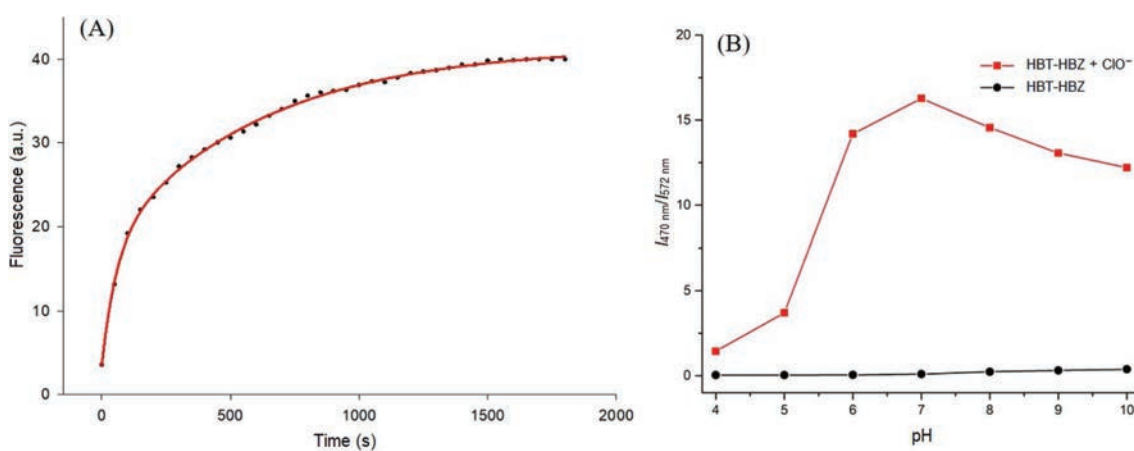 (A)
40
30
20
10
0
Fluorescence (a.u.)
0 500 1000 1500 2000
Time (s)
(B)
20
15
10
5
0
I470 nm/I572 nm
HBT-HBZ + ClO⁻
HBT-HBZ
4 5 6 7 8 9 10
pH